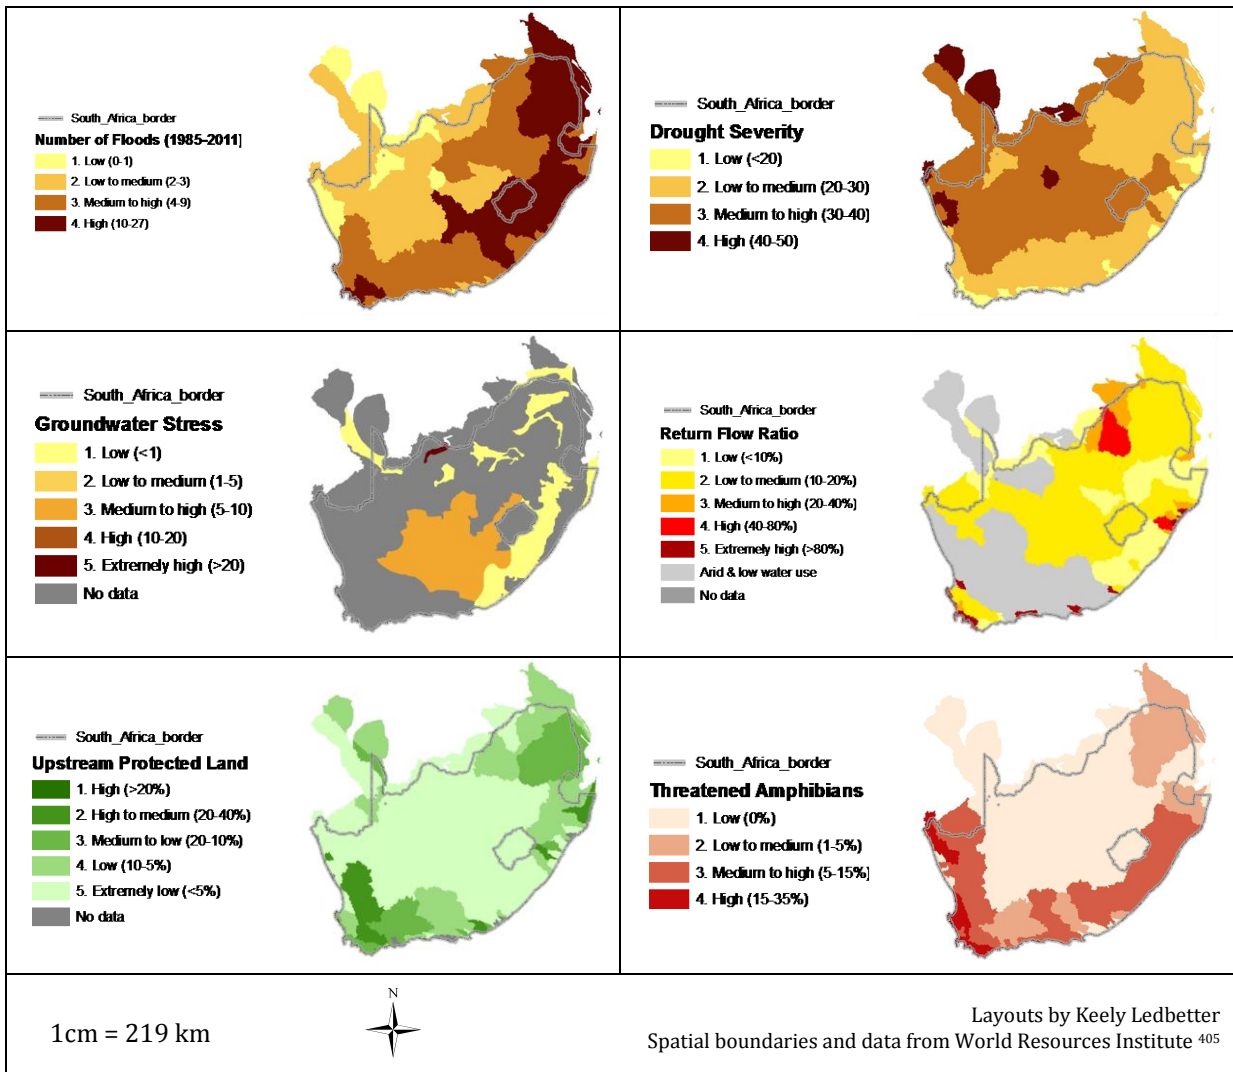 South_Africa_border
Number of Floods (1985-2011)
1. Low (0-1)
2. Low to medium (2-3)
3. Medium to high (4-9)
4. High (10-27)
South_Africa_border
Drought Severity
1. Low (<20)
2. Low to medium (20-30)
3. Medium to high (30-40)
4. High (40-50)
South_Africa_border
Groundwater Stress
1. Low (<1)
2. Low to medium (1-5)
3. Medium to high (5-10)
4. High (10-20)
5. Extremely high (>20)
No data
South_Africa_border
Return Flow Ratio
1. Low (<10%)
2. Low to medium (10-20%)
3. Medium to high (20-40%)
4. High (40-80%)
5. Extremely high (>80%)
Arid & low water use
No data
South_Africa_border
Upstream Protected Land
1. High (>20%)
2. High to medium (20-40%)
3. Medium to low (20-10%)
4. Low (10-5%)
5. Extremely low (<5%)
No data
South_Africa_border
Threatened Amphibians
1. Low (0%)
2. Low to medium (1-5%)
3. Medium to high (5-15%)
4. High (15-35%)
1cm = 219 km
N
Layouts by Keely Ledbetter
Spatial boundaries and data from World Resources Institute 405